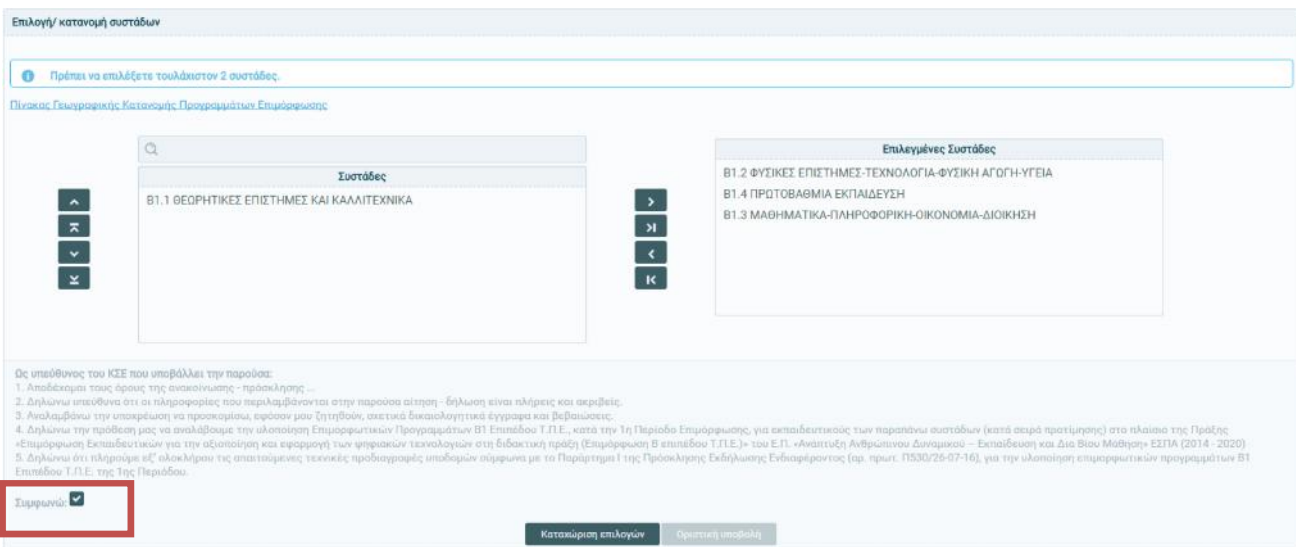 Επιλογή/ κατανομή συστάδων
Πρέπει να επιλέξετε τουλάχιστον 2 συστάδες.
Πίνακας Γεωγραφικής Κατανομής Προγραμμάτων Επιμόρφωσης
Συστάδες
Β1.1 ΘΕΩΡΗΤΙΚΕΣ ΕΠΙΣΤΗΜΕΣ ΚΑΙ ΚΑΛΛΙΤΕΧΝΙΚΑ
Επιλεγμένες Συστάδες
Β1.2 ΦΥΣΙΚΕΣ ΕΠΙΣΤΗΜΕΣ-ΤΕΧΝΟΛΟΓΙΑ-ΦΥΣΙΚΗ ΑΓΩΓΗ-ΥΓΕΙΑ
Β1.4 ΠΡΩΤΟΒΑΘΜΙΑ ΕΚΠΑΙΔΕΥΣΗ
Β1.3 ΜΑΘΗΜΑΤΙΚΑ-ΠΛΗΡΟΦΟΡΙΚΗ-ΟΙΚΟΝΟΜΙΑ-ΔΙΟΙΚΗΣΗ
Ως υπεύθυνος του ΚΣΕ που υποβάλλει την παρούσα:
1. Αποδέχομαι τους όρους της ανακοίνωσης - πρόσκλησης ...
2. Δηλώνω υπεύθυνα ότι οι πληροφορίες που περιλαμβάνονται στην παρούσα αίτηση - δήλωση είναι πλήρεις και ακριβείς.
3. Αναλαμβάνω την υποχρέωση να προσκομίσω, εφόσον μου ζητηθούν, σχετικά δικαιολογητικά έγγραφα και βεβαιώσεις.
4. Δηλώνω την πρόθεση μας να αναλάβουμε την υλοποίηση Επιμορφωτικών Προγραμμάτων Β1 Επιπέδου Τ.Π.Ε., κατά την 1η Περίοδο Επιμόρφωσης, για εκπαιδευτικούς των παραπάνω συστάδων (κατά σειρά προτίμησης) στο πλαίσιο της Πράξης
«Επιμόρφωση Εκπαιδευτικών για την αξιοποίηση και εφαρμογή των ψηφιακών τεχνολογιών στη διδακτική πράξη (Επιμόρφωση Β επιπέδου Τ.Π.Ε.)» του Ε.Π. «Ανάπτυξη Ανθρώπινου Δυναμικού – Εκπαίδευση και Δια Βίου Μάθηση» ΕΣΠΑ (2014 - 2020)
5. Δηλώνω ότι πληρούμε εξ' ολοκλήρου τις απαιτούμενες τεχνικές προδιαγραφές υποδομών σύμφωνα με το Παράρτημα Ι της Πρόσκλησης Εκδήλωσης Ενδιαφέροντος (αρ. πρωτ. Π530/26-07-16), για την υλοποίηση επιμορφωτικών προγραμμάτων Β1
Επιπέδου Τ.Π.Ε. της 1ης Περιόδου.
Συμφωνώ:
Καταχώριση επιλογών
Οριστική υποβολή